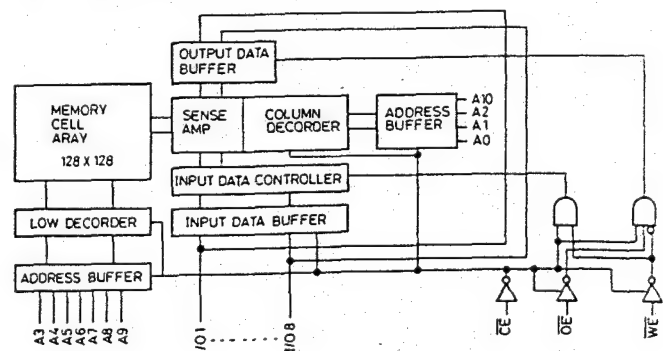 OUTPUT DATA
BUFFER
MEMORY
CELL
ARAY
128 X 128
SENSE
AMP
COLUMN
DECORDER
ADDRESS
BUFFER
A10
A2
A1
A0
INPUT DATA CONTROLLER
LOW DECORDER
INPUT DATA BUFFER
ADDRESS BUFFER
A3
A4
A5
A6
A7
A8
A9
I/O1
I/O8
CE
OE
WE